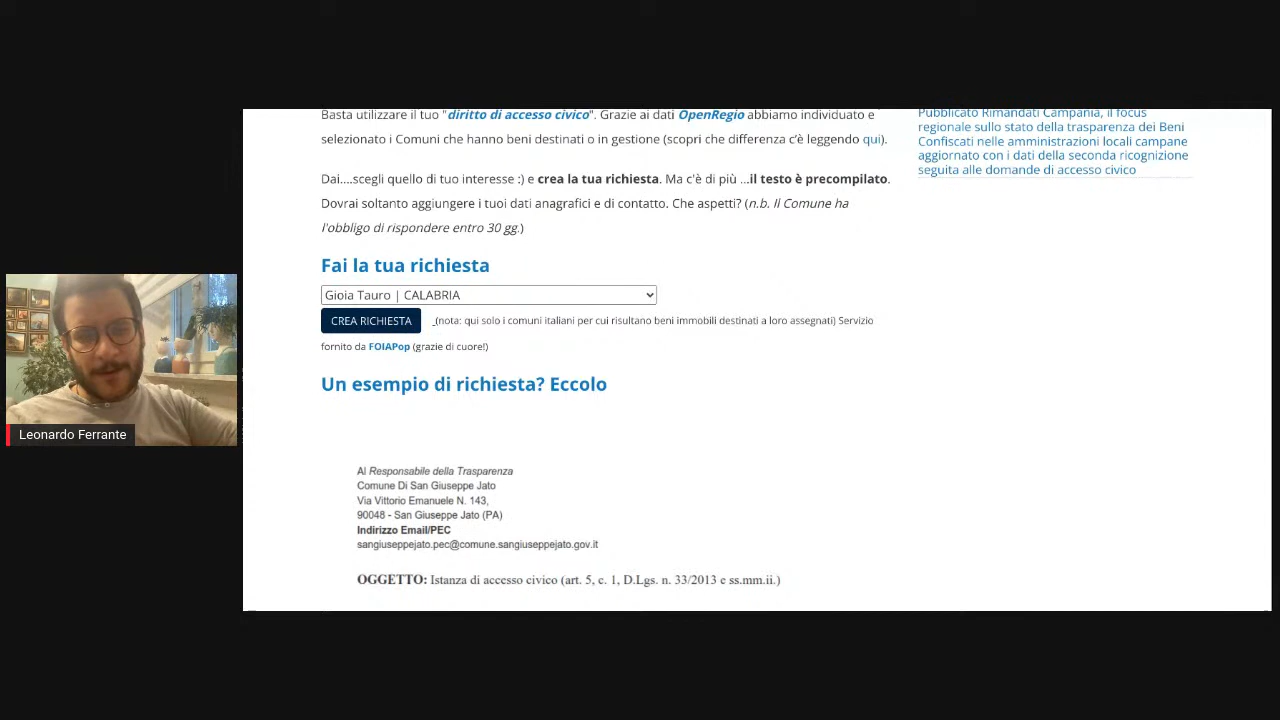 Basta utilizzare il tuo "diritto di accesso civico". Grazie ai dati OpenRegio abbiamo individuato e
selezionato i Comuni che hanno beni destinati o in gestione (scopri che differenza c'è leggendo qui).
Dai....scegli quello di tuo interesse :) e crea la tua richiesta. Ma c'è di più ...il testo è precompilato.
Dovrai soltanto aggiungere i tuoi dati anagrafici e di contatto. Che aspetti? (n.b. Il Comune ha
l'obbligo di rispondere entro 30 gg.)
Fai la tua richiesta
Gioia Tauro | CALABRIA
CREA RICHIESTA
_(nota: qui solo i comuni italiani per cui risultano beni immobili destinati a loro assegnati) Servizio
fornito da FOIAPop (grazie di cuore!)
Un esempio di richiesta? Eccolo
Al Responsabile della Trasparenza
Comune Di San Giuseppe Jato
Via Vittorio Emanuele N. 143,
90048 - San Giuseppe Jato (PA)
Indirizzo Email/PEC
sangiuseppejato.pec@comune.sangiuseppejato.gov.it
OGGETTO: Istanza di accesso civico (art. 5, c. 1, D.Lgs. n. 33/2013 e ss.mm.ii.)
Pubblicato Rimandati Campania, il focus
regionale sullo stato della trasparenza dei Beni
Confiscati nelle amministrazioni locali campane
aggiornato con i dati della seconda ricognizione
seguita alle domande di accesso civico
Leonardo Ferrante